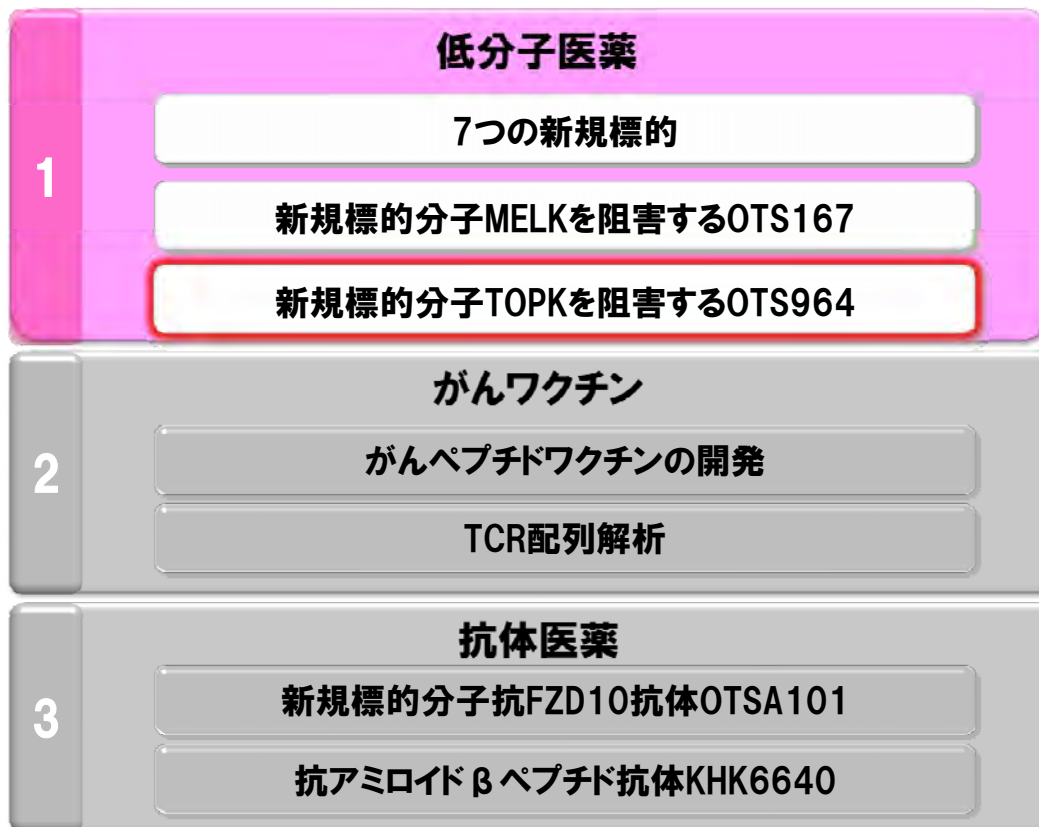 低分子医薬
1
7つの新規標的
新規標的分子MELKを阻害するOTS167
新規標的分子TOPKを阻害するOTS964
がんワクチン
2
がんペプチドワクチンの開発
TCR配列解析
抗体医薬
3
新規標的分子抗FZD10抗体OTSA101
抗アミロイドβペプチド抗体KHK6640